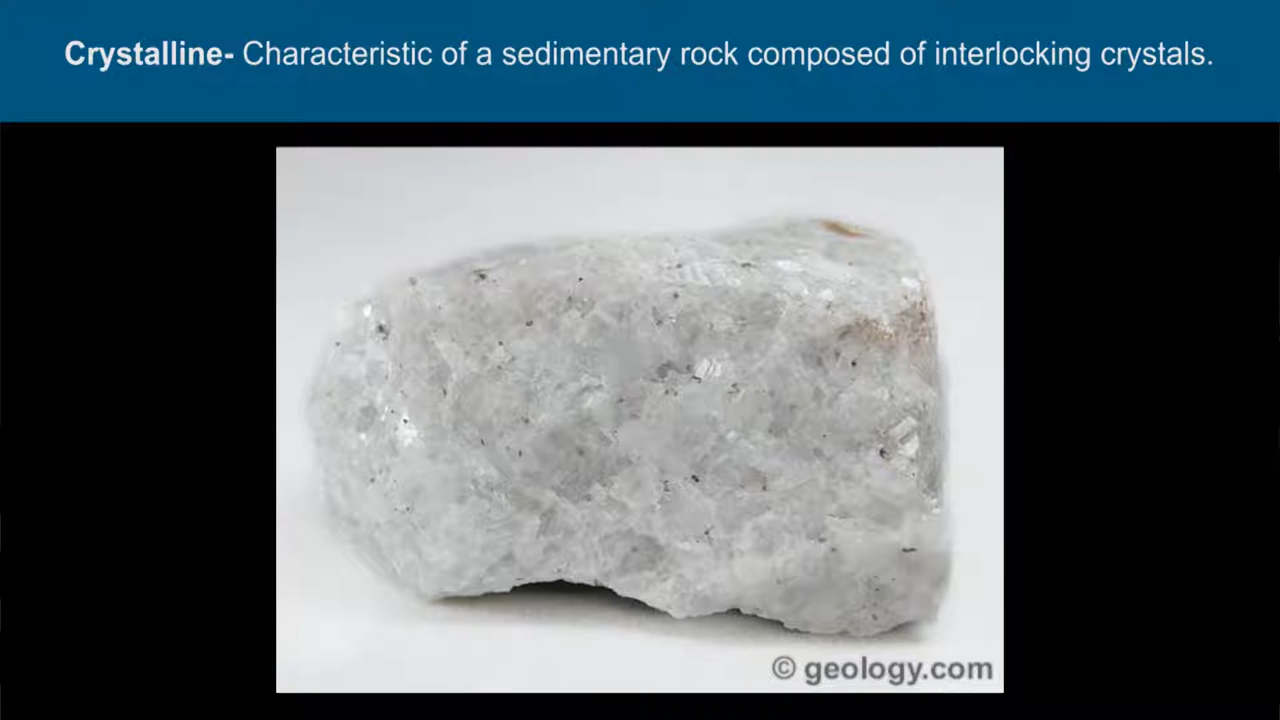 Crystalline- Characteristic of a sedimentary rock composed of interlocking crystals.
© geology.com